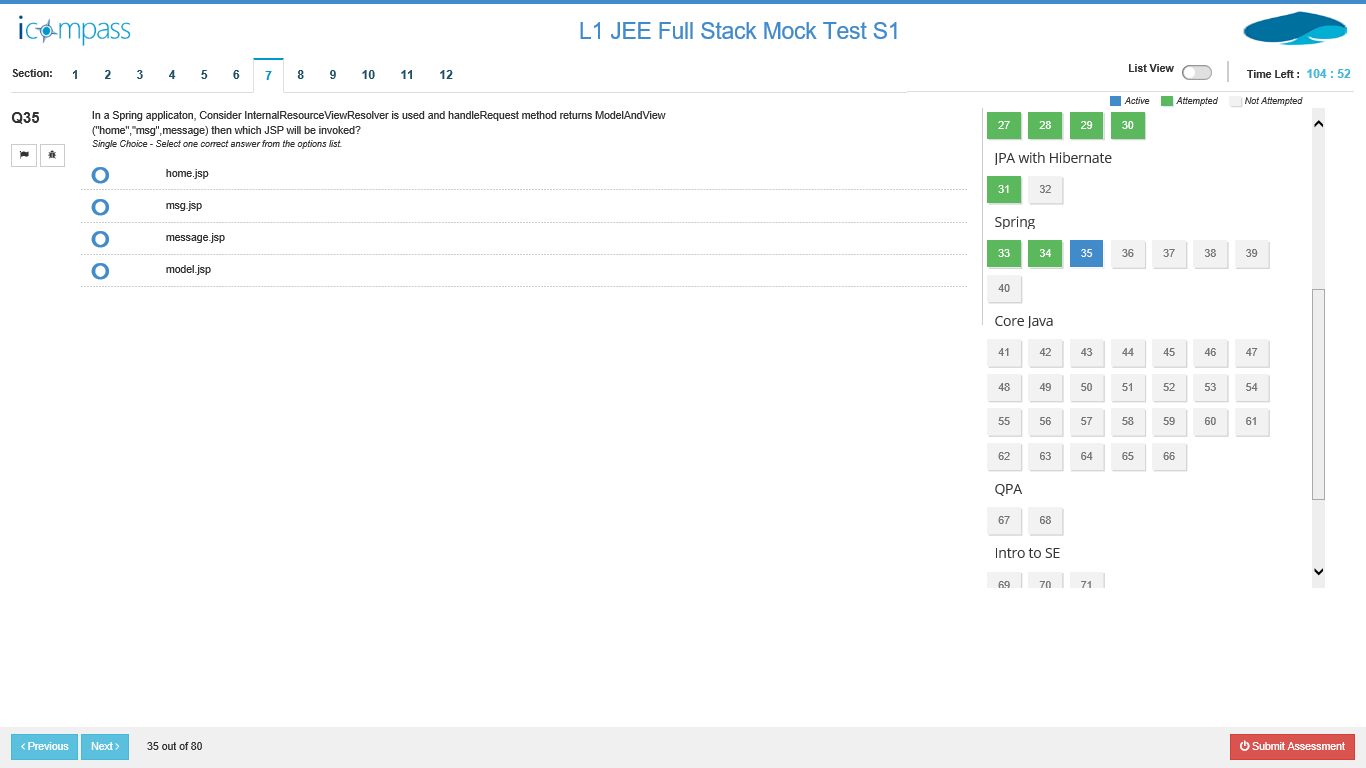 icompass
L1 JEE Full Stack Mock Test S1
Section: 1 2 3 4 5 6 7 8 9 10 11 12
List View
Time Left : 104 : 52
Active Attempted Not Attempted
Q35
In a Spring applicaton, Consider InternalResourceViewResolver is used and handleRequest method returns ModelAndView
("home","msg",message) then which JSP will be invoked?
Single Choice - Select one correct answer from the options list.
home.jsp
msg.jsp
message.jsp
model.jsp
27 28 29 30
JPA with Hibernate
31 32
Spring
33 34 35 36 37 38 39
40
Core Java
41 42 43 44 45 46 47
48 49 50 51 52 53 54
55 56 57 58 59 60 61
62 63 64 65 66
QPA
67 68
Intro to SE
69 70 71
< Previous
Next >
35 out of 80
Submit Assessment